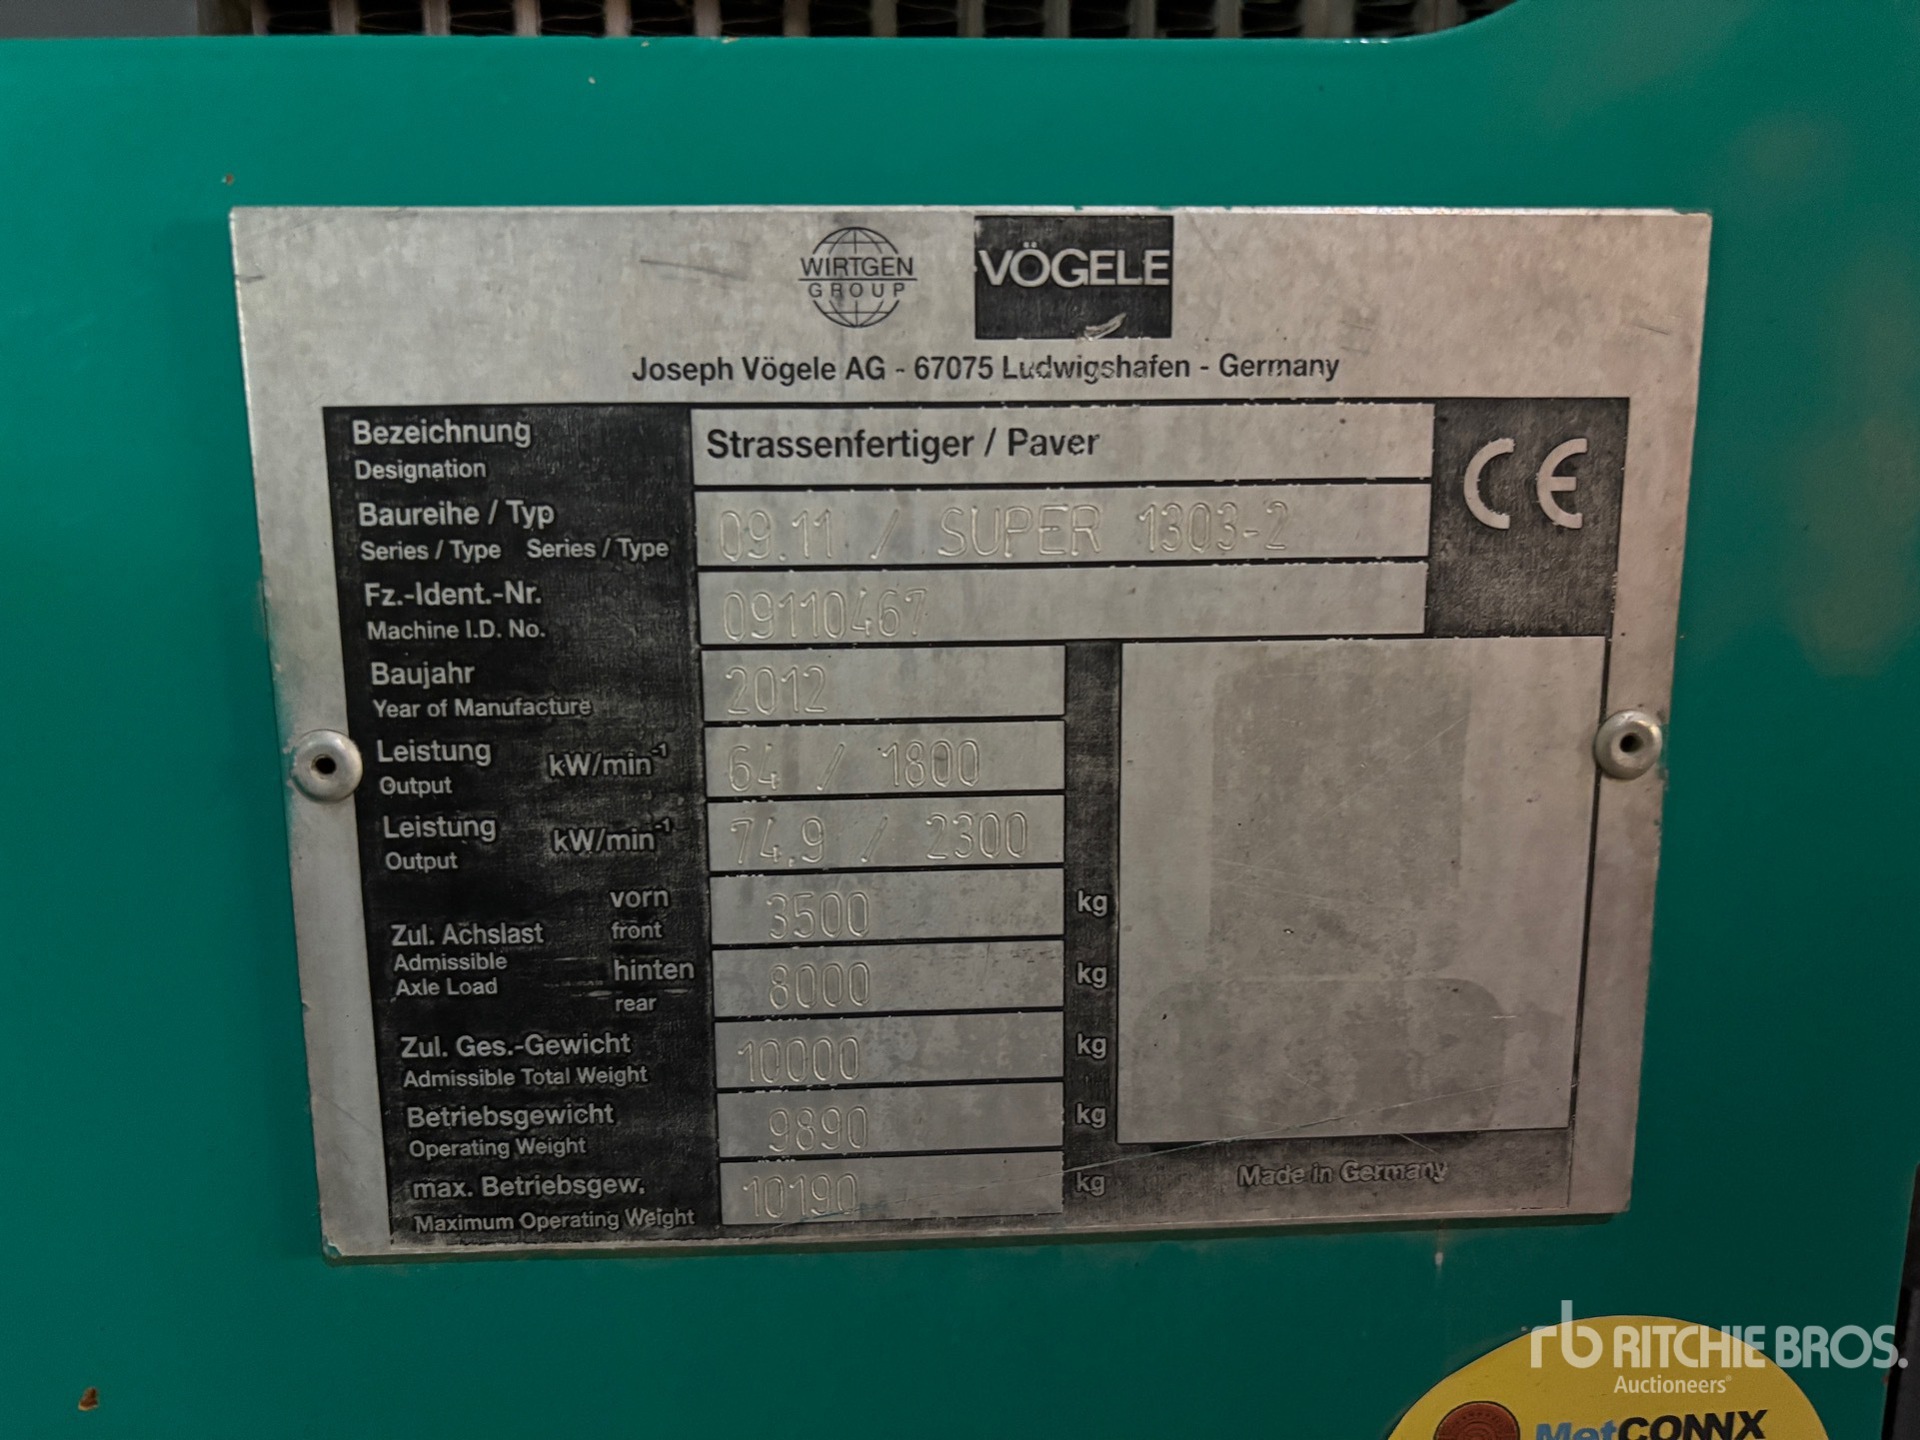 WIRTGEN
GROUP
VÖGELE
Joseph Vögele AG - 67075 Ludwigshafen - Germany
Bezeichnung
Designation
Strassenfertiger / Paver
CE
Baureihe / Typ
Series / Type Series / Type
09.11 / SUPER 1303-2
Fz.-Ident.-Nr.
Machine I.D. No.
09110467
Baujahr
Year of Manufacture
2012
Leistung kW/min⁻¹
Output
64 / 1800
Leistung kW/min⁻¹
Output
74.9 / 2300
Zul. Achslast
Admissible
Axle Load
vorn
front
3500 kg
hinten
rear
8000 kg
Zul. Ges.-Gewicht
Admissible Total Weight
10000 kg
Betriebsgewicht
Operating Weight
9890 kg
max. Betriebsgew.
Maximum Operating Weight
10190 kg
Made in Germany
rb RITCHIE BROS.
Auctioneers
MetCONNX